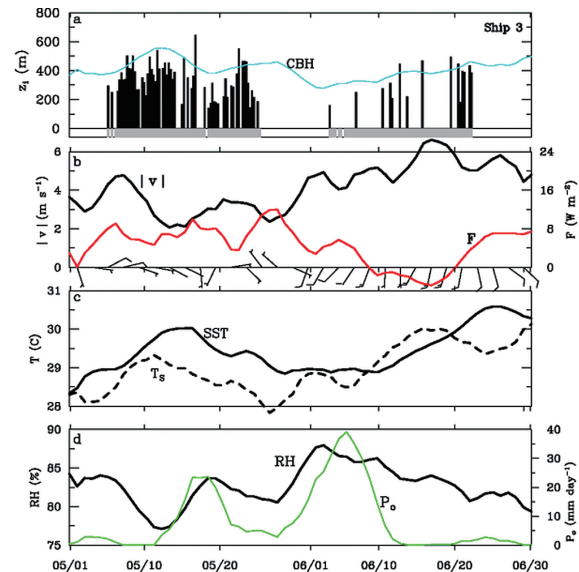 a
Ship 3
800
600
400
200
0
z_i (m)
CBH
b
6
4
2
0
| v | (m s⁻¹)
| v |
F
24
16
8
0
F (W m⁻²)
c
31
30
29
28
T (C)
SST
T_S
d
90
85
80
75
RH (%)
RH
P_o
40
30
20
10
0
P_o (mm day⁻¹)
05/01 05/10 05/20 06/01 06/10 06/20 06/30